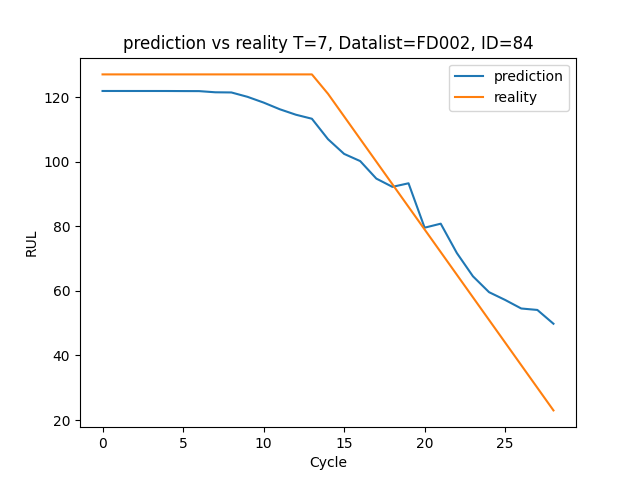 prediction vs reality T=7, Datalist=FD002, ID=84
prediction
reality
120
100
80
60
40
20
RUL
0 5 10 15 20 25
Cycle